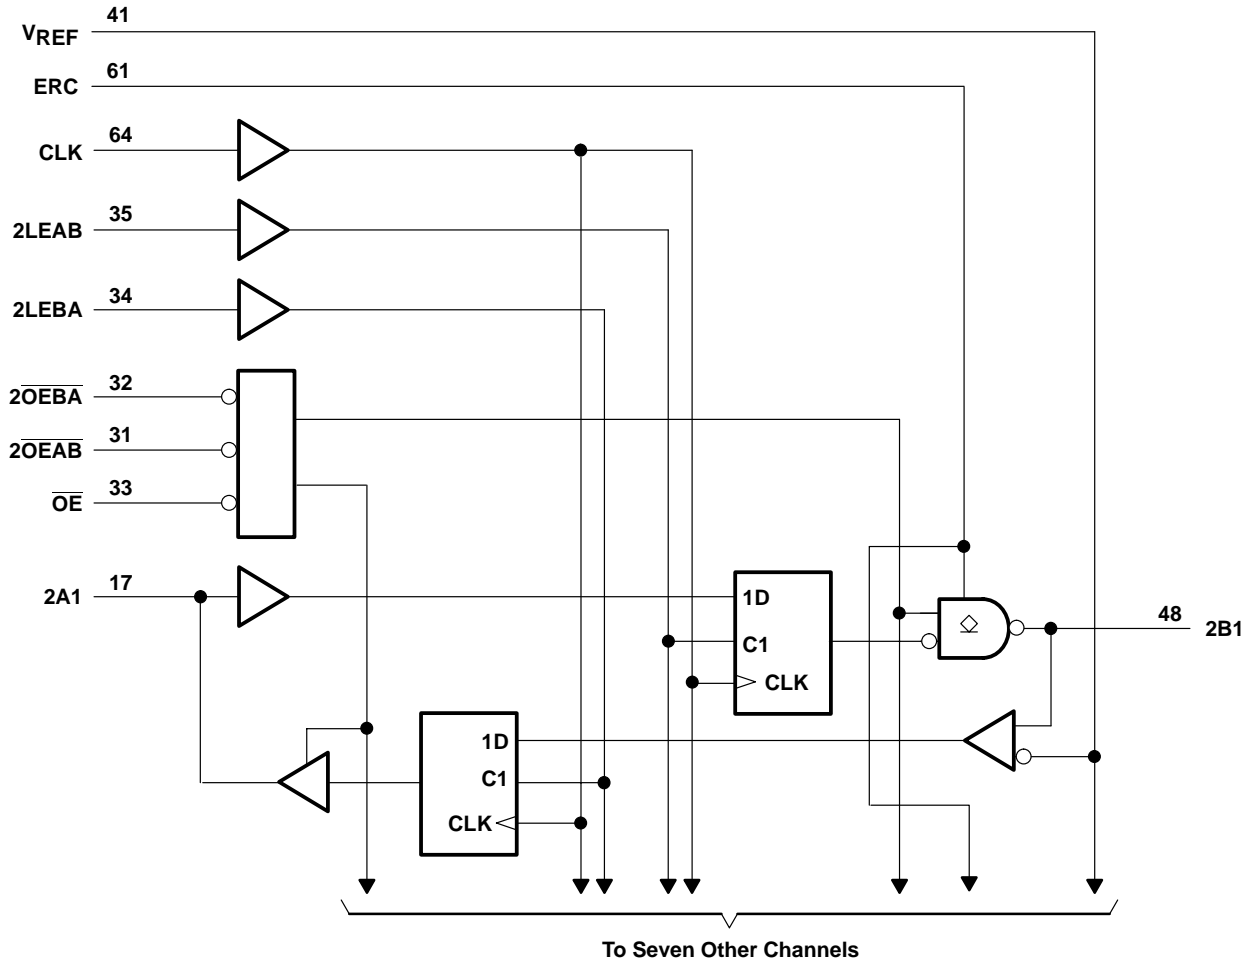 41
VREF
61
ERC
64
CLK
35
2LEAB
34
2LEBA
32
2OEBA
31
2OEAB
33
OE
17
2A1
1D
C1
CLK
48
2B1
1D
C1
CLK
To Seven Other Channels